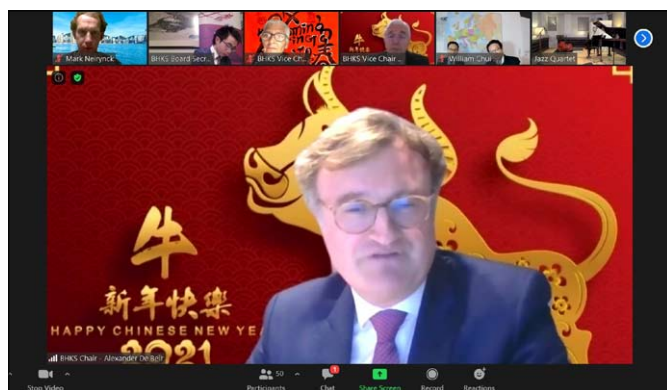 Mark Neirynck
BHKS Board Secr...
BHKS Vice Ch...
BHKS Vice Chair ...
William Chui
Jazz Quartet
牛
新年快樂
HAPPY CHINESE NEW YE
2021
BHKS Chair - Alexander De Beir
Stop Video
50
Participants
1
Chat
Share Screen
Record
Reactions